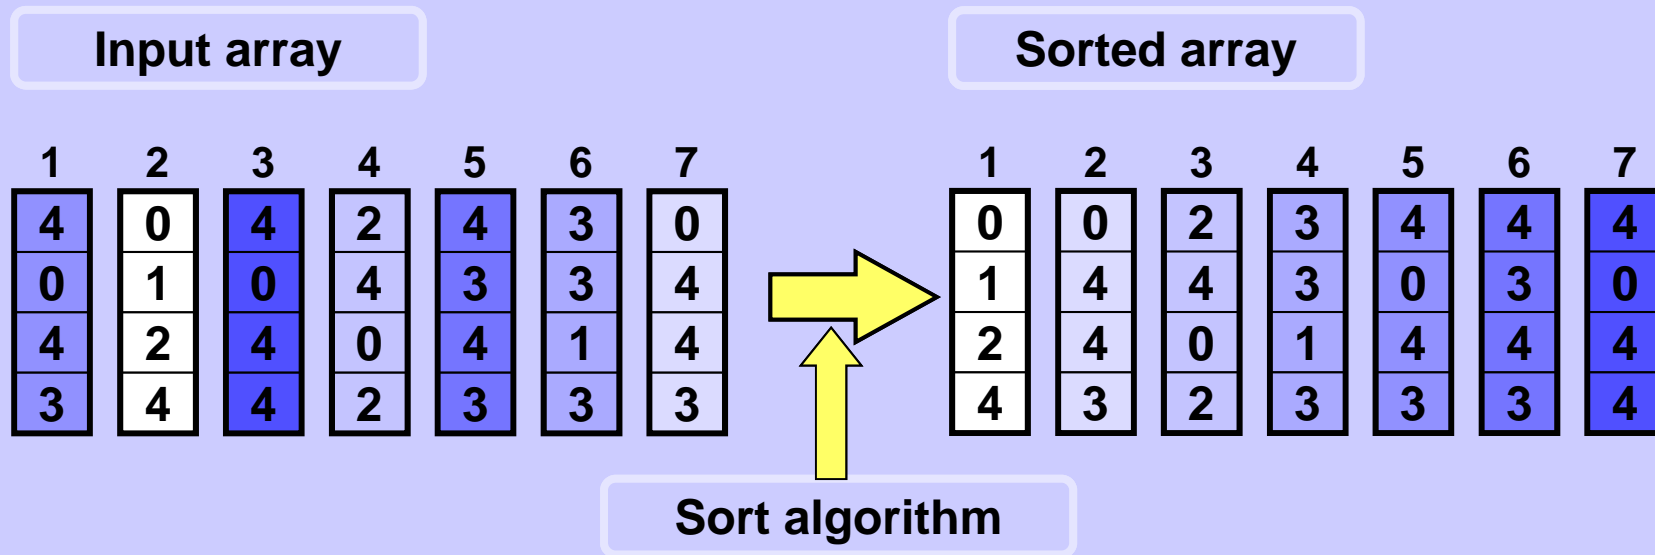 Input array
Sorted array
1 2 3 4 5 6 7
4 0 4 2 4 3 0
0 1 0 4 3 3 4
4 2 4 0 4 1 4
3 4 4 2 3 3 3
1 2 3 4 5 6 7
0 0 2 3 4 4 4
1 4 4 3 0 3 0
2 4 0 1 4 4 4
4 3 2 3 3 3 4
Sort algorithm